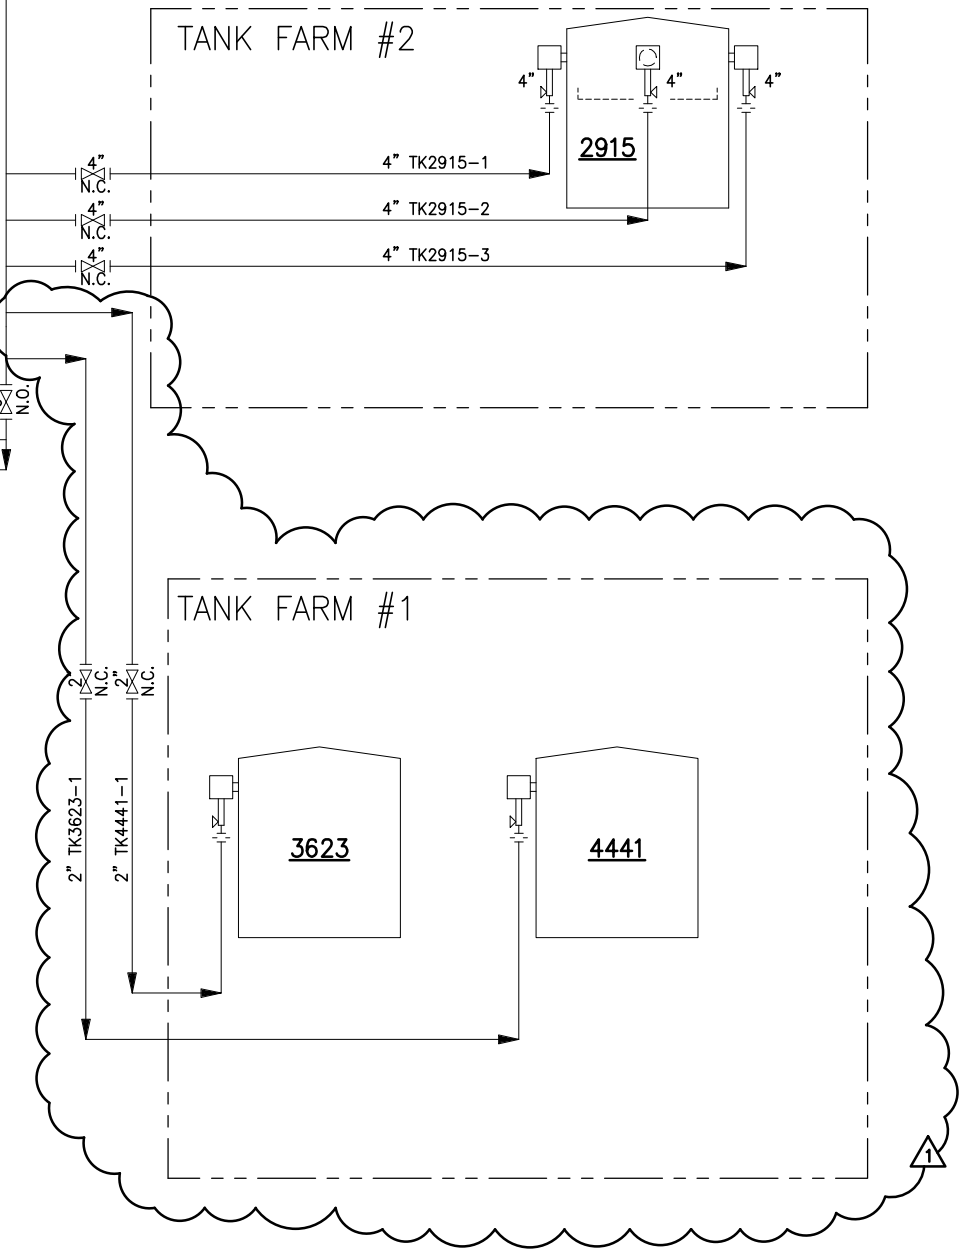 TANK FARM #2
4"
4"
4"
2915
4"
N.C.
4" TK2915-1
4"
N.C.
4" TK2915-2
4"
N.C.
4" TK2915-3
N.O.
TANK FARM #1
2"
N.C.
2"
N.C.
2" TK3623-1
2" TK4441-1
3623
4441
1